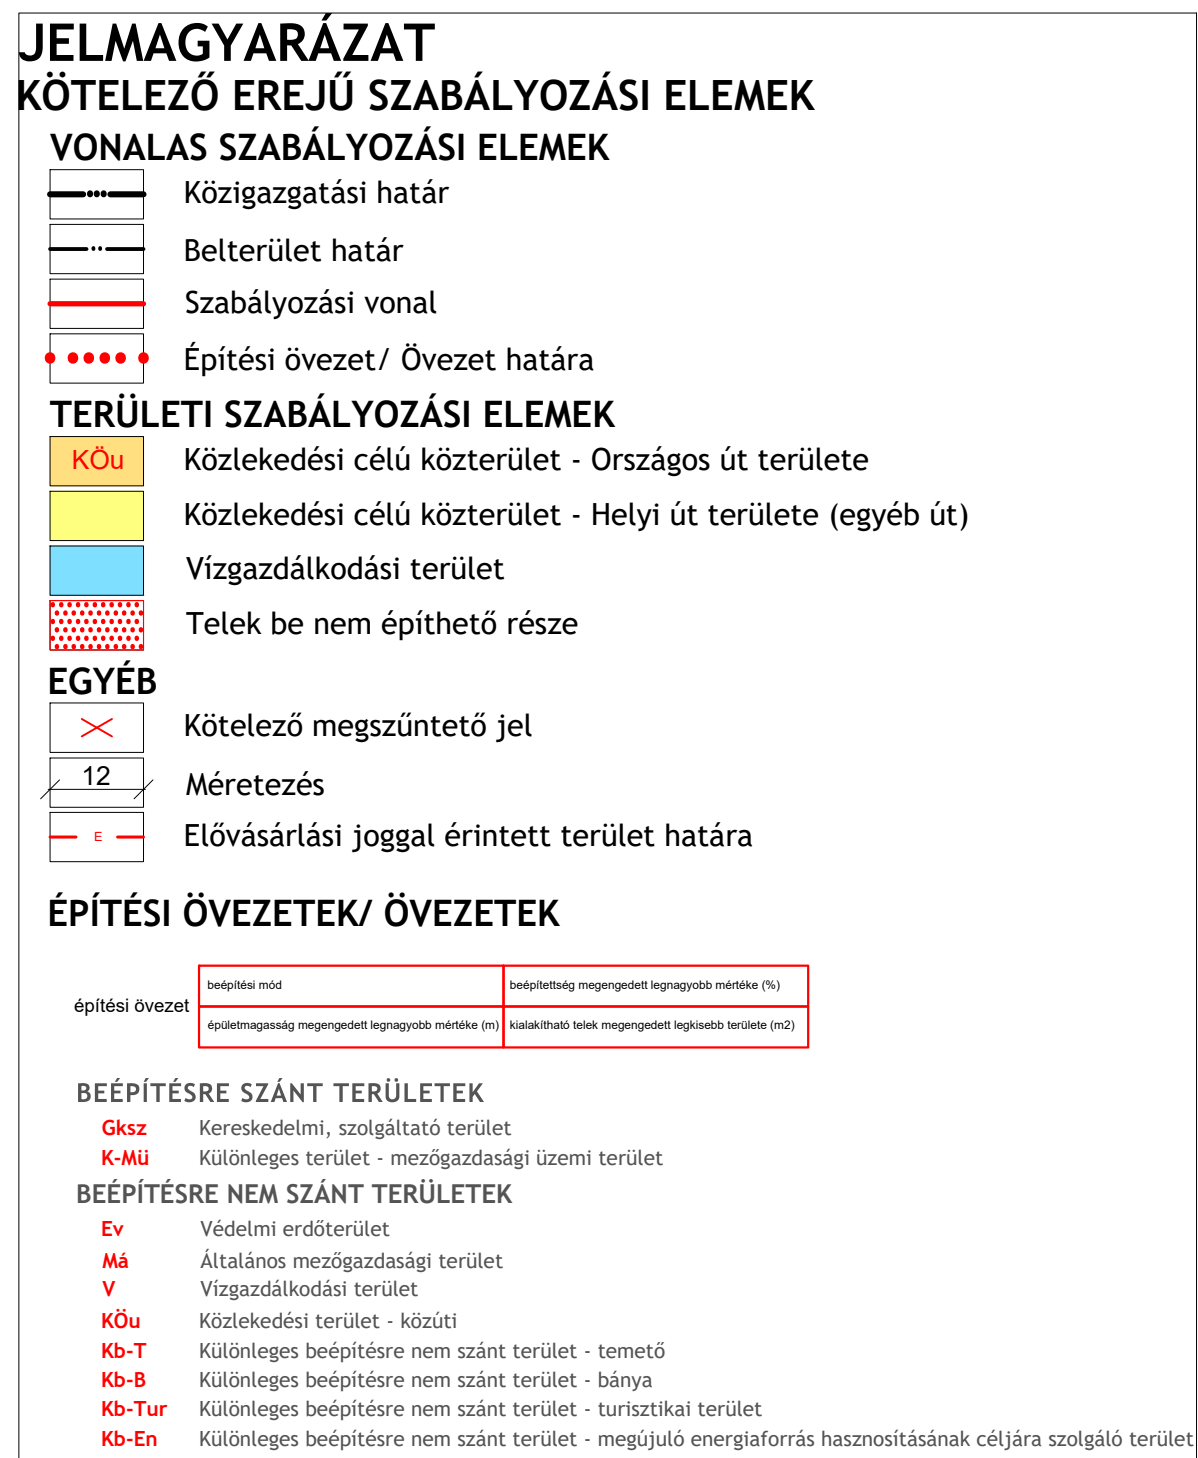 JELMAGYARÁZAT
KÖTELEZŐ EREJŰ SZABÁLYOZÁSI ELEMEK
VONALAS SZABÁLYOZÁSI ELEMEK
Közigazgatási határ
Belterület határ
Szabályozási vonal
Építési övezet/ Övezet határa
TERÜLETI SZABÁLYOZÁSI ELEMEK
KÖu Közlekedési célú közterület - Országos út területe
Közlekedési célú közterület - Helyi út területe (egyéb út)
Vízgazdálkodási terület
Telek be nem építhető része
EGYÉB
Kötelező megszűntető jel
12 Méretezés
E Elővásárlási joggal érintett terület határa
ÉPÍTÉSI ÖVEZETEK/ ÖVEZETEK
építési övezet
beépítési mód beépítettség megengedett legnagyobb mértéke (%)
épületmagasság megengedett legnagyobb mértéke (m) kialakítható telek megengedett legkisebb területe (m2)
BEÉPÍTÉSRE SZÁNT TERÜLETEK
Gksz Kereskedelmi, szolgáltató terület
K-Mü Különleges terület - mezőgazdasági üzemi terület
BEÉPÍTÉSRE NEM SZÁNT TERÜLETEK
Ev Védelmi erdőterület
Má Általános mezőgazdasági terület
V Vízgazdálkodási terület
KÖu Közlekedési terület - közúti
Kb-T Különleges beépítésre nem szánt terület - temető
Kb-B Különleges beépítésre nem szánt terület - bánya
Kb-Tur Különleges beépítésre nem szánt terület - turisztikai terület
Kb-En Különleges beépítésre nem szánt terület - megújuló energiaforrás hasznosításának céljára szolgáló terület